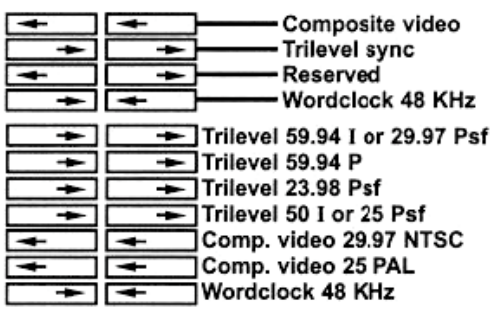 Composite video
Trilevel sync
Reserved
Wordclock 48 KHz
Trilevel 59.94 I or 29.97 Psf
Trilevel 59.94 P
Trilevel 23.98 Psf
Trilevel 50 I or 25 Psf
Comp. video 29.97 NTSC
Comp. video 25 PAL
Wordclock 48 KHz